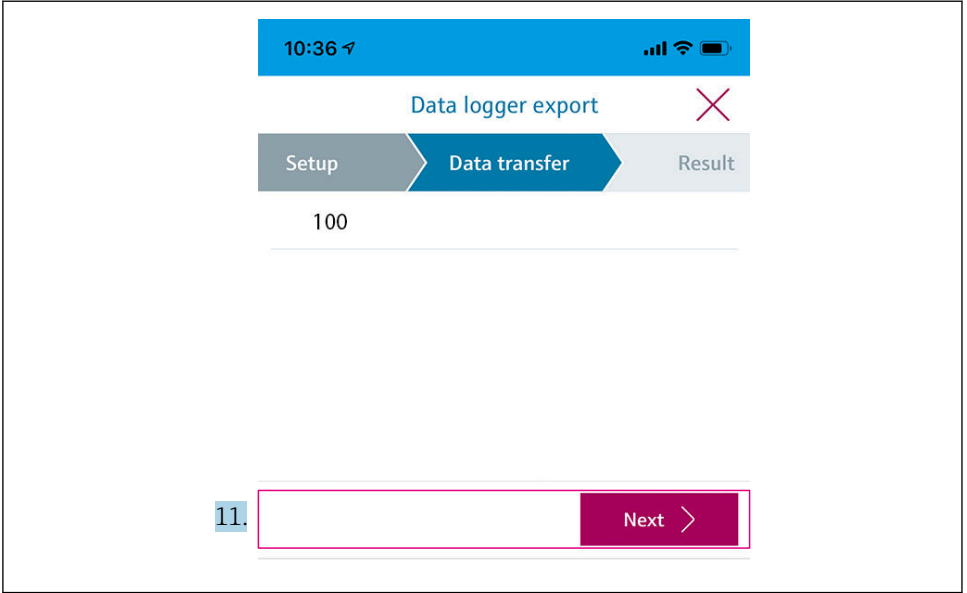 10:36
Data logger export
Setup
Data transfer
Result
100
11.
Next